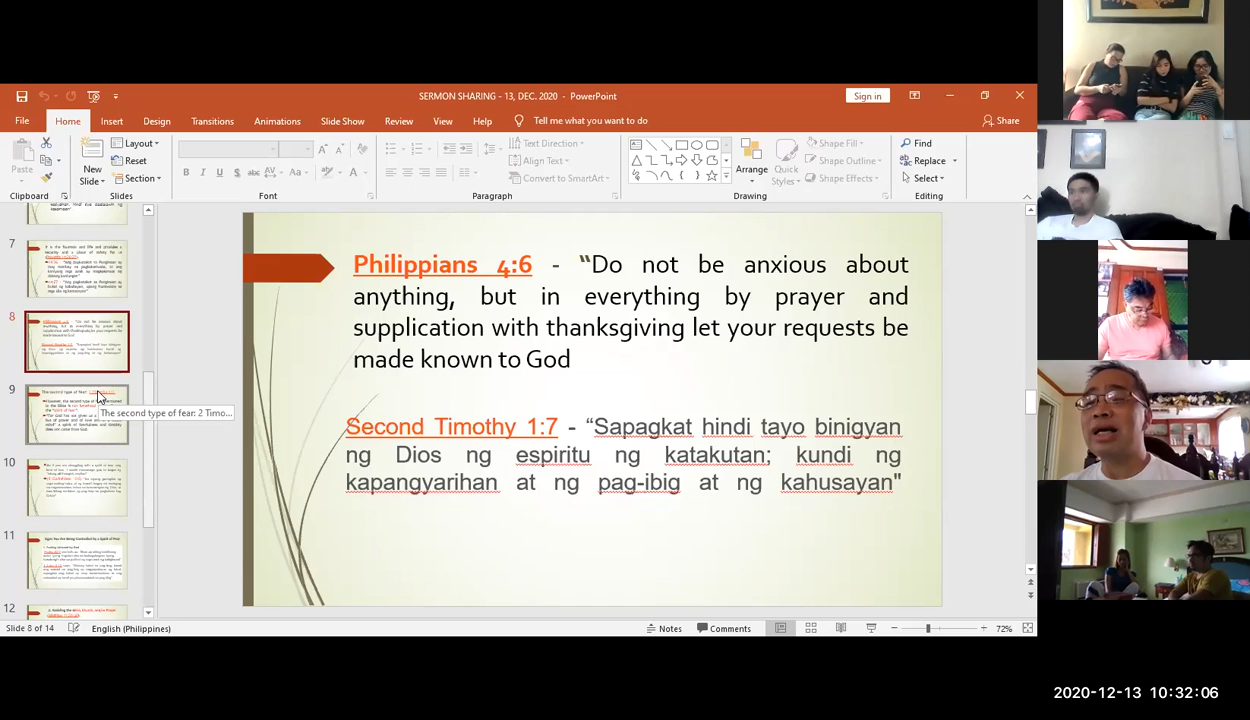 SERMON SHARING - 13, DEC. 2020 - PowerPoint
Sign in
File Home Insert Design Transitions Animations Slide Show Review View Help Tell me what you want to do Share
Paste
New
Slide
Layout
Reset
Section
B I U S abc AV Aa A
Text Direction
Align Text
Convert to SmartArt
Arrange
Quick
Styles
Shape Fill
Shape Outline
Shape Effects
Find
Replace
Select
Clipboard Slides Font Paragraph Drawing Editing
7
8
9
The second type of fear: 2 Timo...
10
11
12
Philippians 4:6 - “Do not be anxious about
anything, but in everything by prayer and
supplication with thanksgiving let your requests be
made known to God
Second Timothy 1:7 - “Sapagkat hindi tayo binigyan
ng Dios ng espiritu ng katakutan; kundi ng
kapangyarihan at ng pag-ibig at ng kahusayan"
Slide 8 of 14 English (Philippines) Notes Comments 72%
2020-12-13 10:32:06